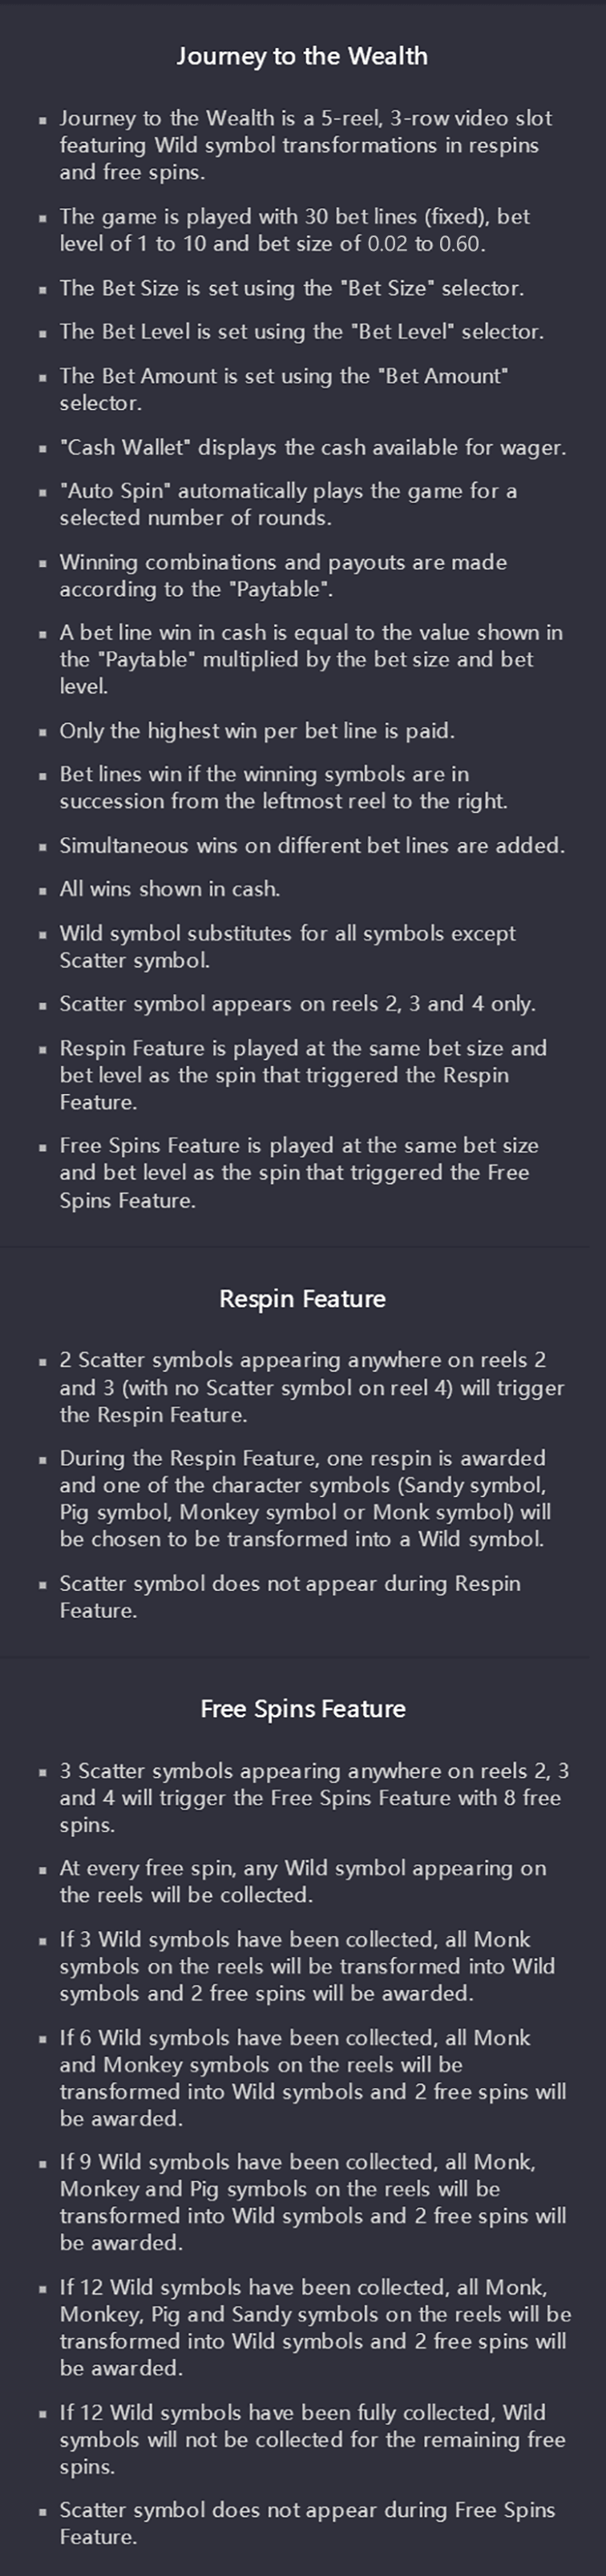 Journey to the Wealth
▪ Journey to the Wealth is a 5-reel, 3-row video slot
featuring Wild symbol transformations in respins
and free spins.
▪ The game is played with 30 bet lines (fixed), bet
level of 1 to 10 and bet size of 0.02 to 0.60.
▪ The Bet Size is set using the "Bet Size" selector.
▪ The Bet Level is set using the "Bet Level" selector.
▪ The Bet Amount is set using the "Bet Amount"
selector.
▪ "Cash Wallet" displays the cash available for wager.
▪ "Auto Spin" automatically plays the game for a
selected number of rounds.
▪ Winning combinations and payouts are made
according to the "Paytable".
▪ A bet line win in cash is equal to the value shown in
the "Paytable" multiplied by the bet size and bet
level.
▪ Only the highest win per bet line is paid.
▪ Bet lines win if the winning symbols are in
succession from the leftmost reel to the right.
▪ Simultaneous wins on different bet lines are added.
▪ All wins shown in cash.
▪ Wild symbol substitutes for all symbols except
Scatter symbol.
▪ Scatter symbol appears on reels 2, 3 and 4 only.
▪ Respin Feature is played at the same bet size and
bet level as the spin that triggered the Respin
Feature.
▪ Free Spins Feature is played at the same bet size
and bet level as the spin that triggered the Free
Spins Feature.
Respin Feature
▪ 2 Scatter symbols appearing anywhere on reels 2
and 3 (with no Scatter symbol on reel 4) will trigger
the Respin Feature.
▪ During the Respin Feature, one respin is awarded
and one of the character symbols (Sandy symbol,
Pig symbol, Monkey symbol or Monk symbol) will
be chosen to be transformed into a Wild symbol.
▪ Scatter symbol does not appear during Respin
Feature.
Free Spins Feature
▪ 3 Scatter symbols appearing anywhere on reels 2, 3
and 4 will trigger the Free Spins Feature with 8 free
spins.
▪ At every free spin, any Wild symbol appearing on
the reels will be collected.
▪ If 3 Wild symbols have been collected, all Monk
symbols on the reels will be transformed into Wild
symbols and 2 free spins will be awarded.
▪ If 6 Wild symbols have been collected, all Monk
and Monkey symbols on the reels will be
transformed into Wild symbols and 2 free spins will
be awarded.
▪ If 9 Wild symbols have been collected, all Monk,
Monkey and Pig symbols on the reels will be
transformed into Wild symbols and 2 free spins will
be awarded.
▪ If 12 Wild symbols have been collected, all Monk,
Monkey, Pig and Sandy symbols on the reels will be
transformed into Wild symbols and 2 free spins will
be awarded.
▪ If 12 Wild symbols have been fully collected, Wild
symbols will not be collected for the remaining free
spins.
▪ Scatter symbol does not appear during Free Spins
Feature.